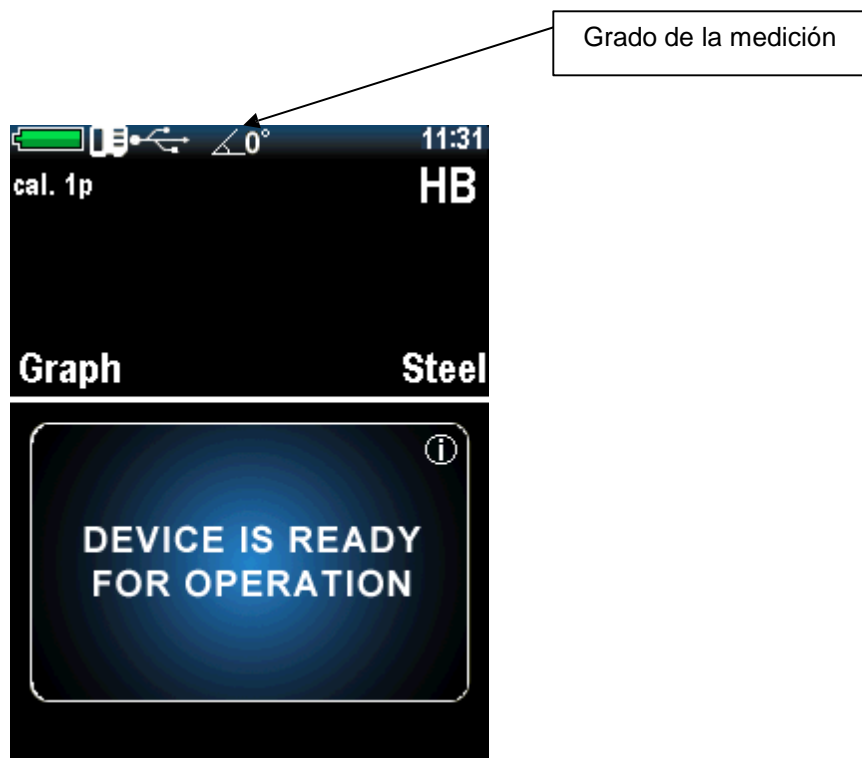 Grado de la medición
0° 11:31
cal. 1p HB
Graph Steel
DEVICE IS READY
FOR OPERATION